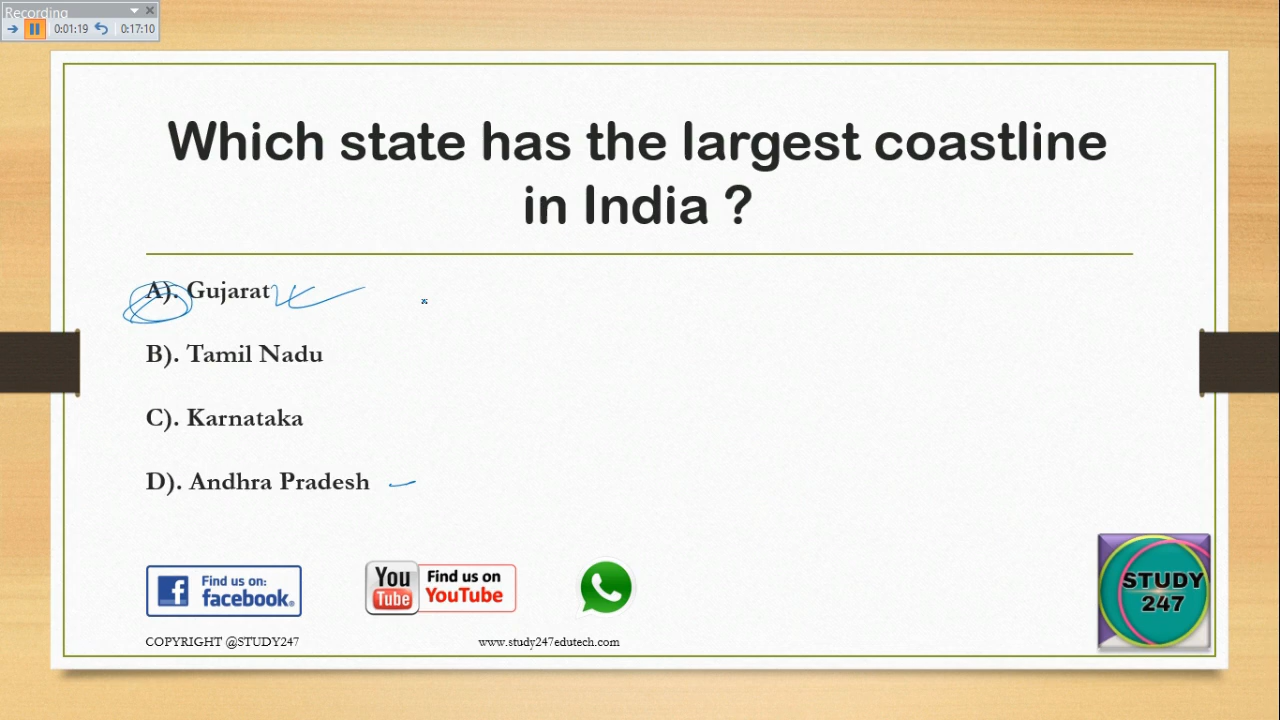 Recording
0:01:19 0:17:10
Which state has the largest coastline
in India ?
A). Gujarat
B). Tamil Nadu
C). Karnataka
D). Andhra Pradesh
Find us on:
facebook.
You
Tube
Find us on
YouTube
STUDY
247
COPYRIGHT @STUDY247
www.study247edutech.com